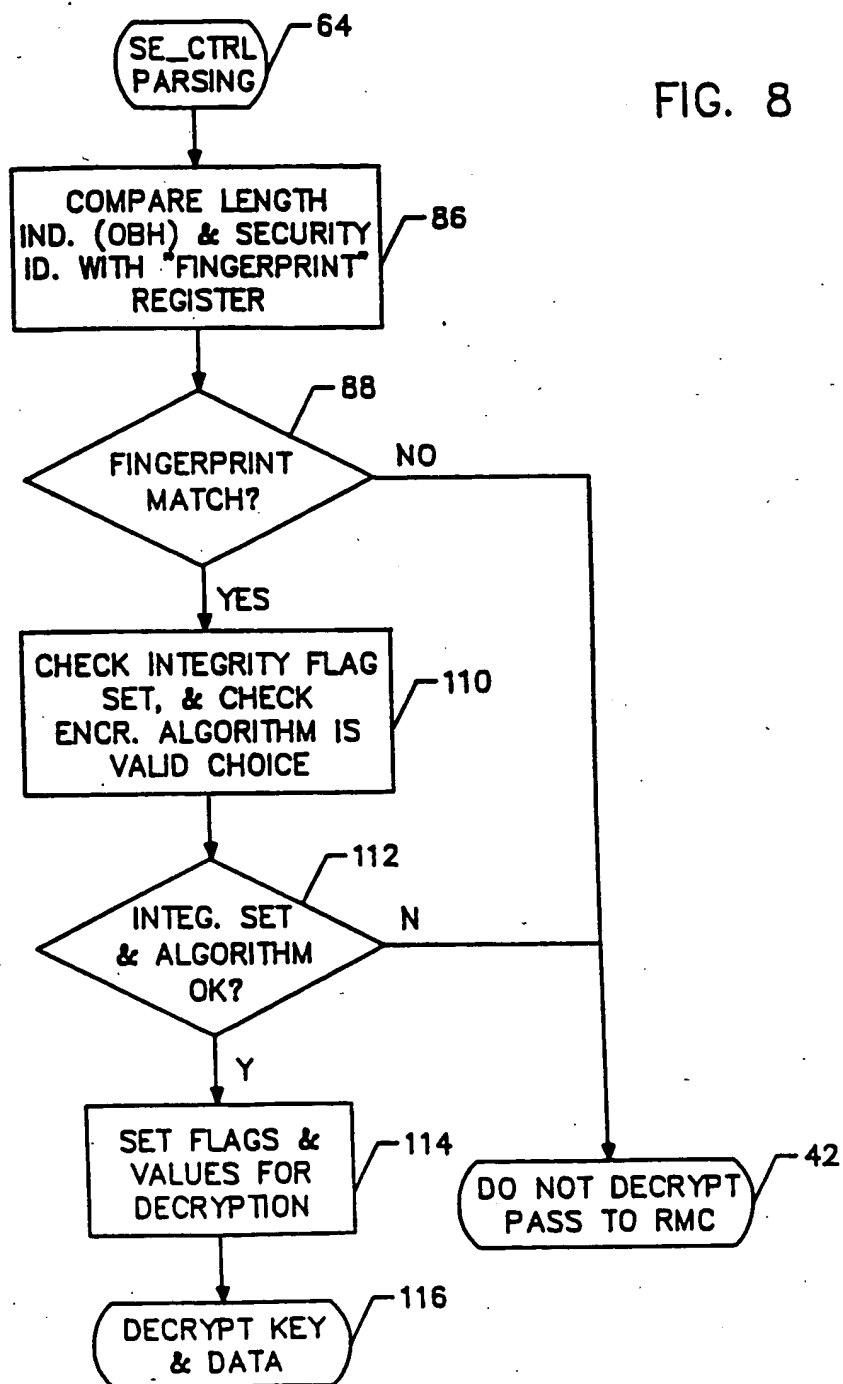 64
SE_CTRL
PARSING
FIG. 8
COMPARE LENGTH
IND. (OBH) & SECURITY
ID. WITH "FINGERPRINT"
REGISTER
86
88
FINGERPRINT
MATCH?
NO
YES
CHECK INTEGRITY FLAG
SET, & CHECK
ENCR. ALGORITHM IS
VALID CHOICE
110
112
INTEG. SET
& ALGORITHM
OK?
N
Y
SET FLAGS &
VALUES FOR
DECRYPTION
114
DO NOT DECRYPT
PASS TO RMC
42
DECRYPT KEY
& DATA
116